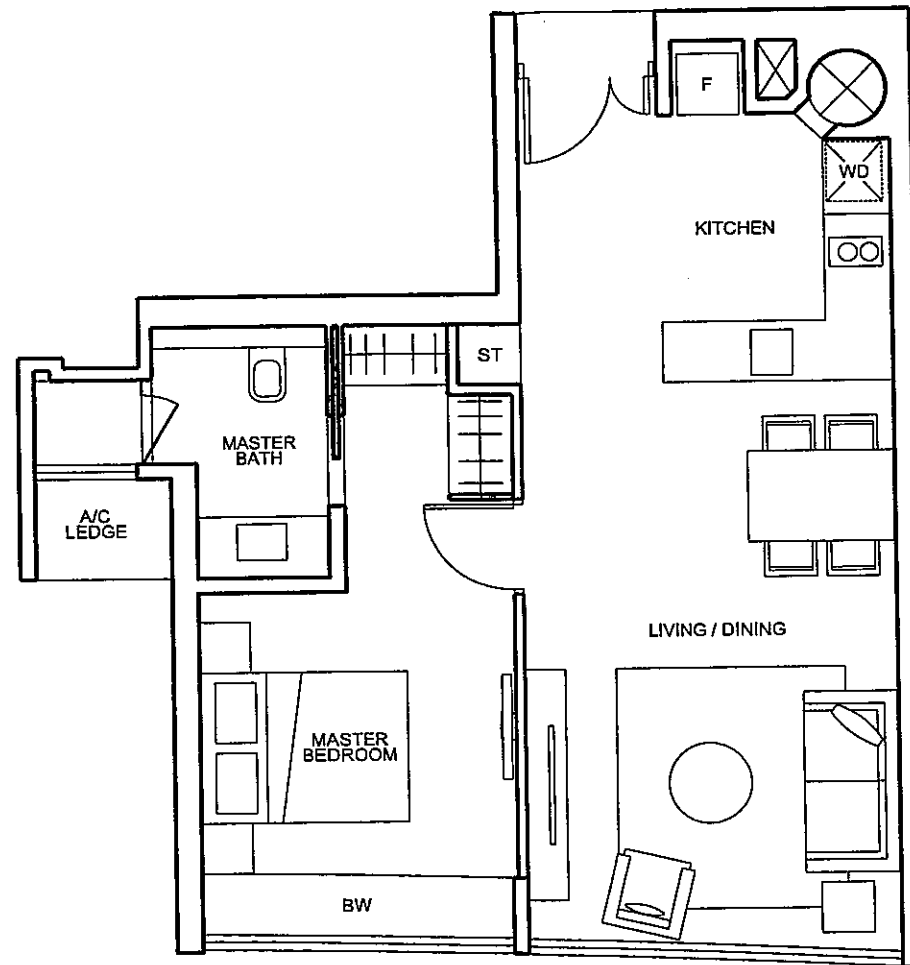 F
WD
KITCHEN
ST
MASTER
BATH
A/C
LEDGE
LIVING / DINING
MASTER
BEDROOM
BW